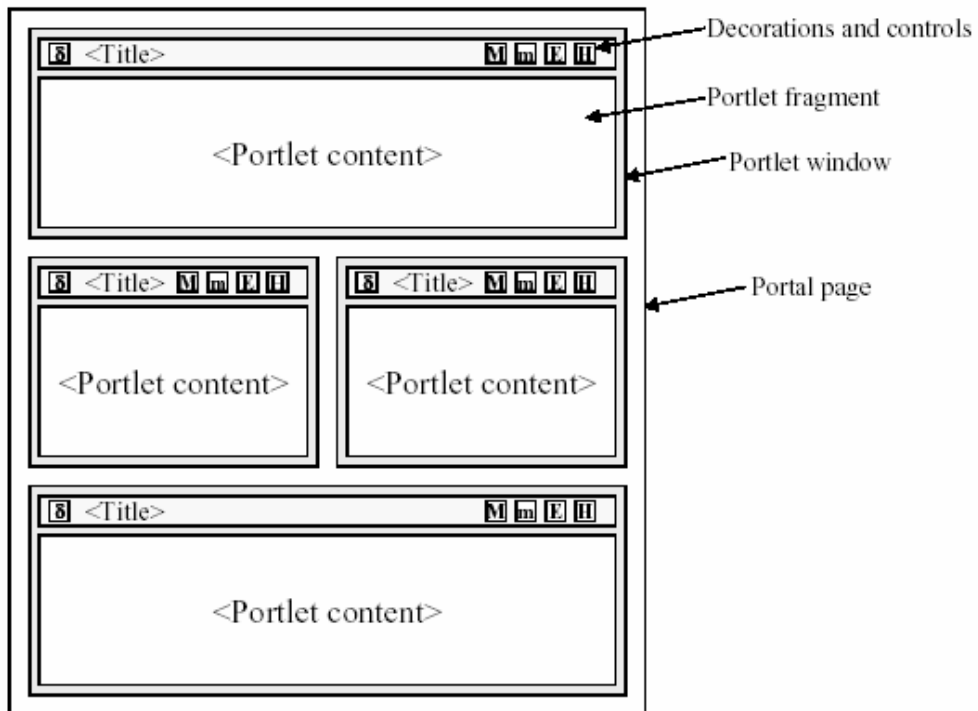 δ <Title> M m E H
<Portlet content>
Decorations and controls
Portlet fragment
Portlet window
Portal page
δ <Title> M m E H
<Portlet content>
δ <Title> M m E H
<Portlet content>
δ <Title> M m E H
<Portlet content>